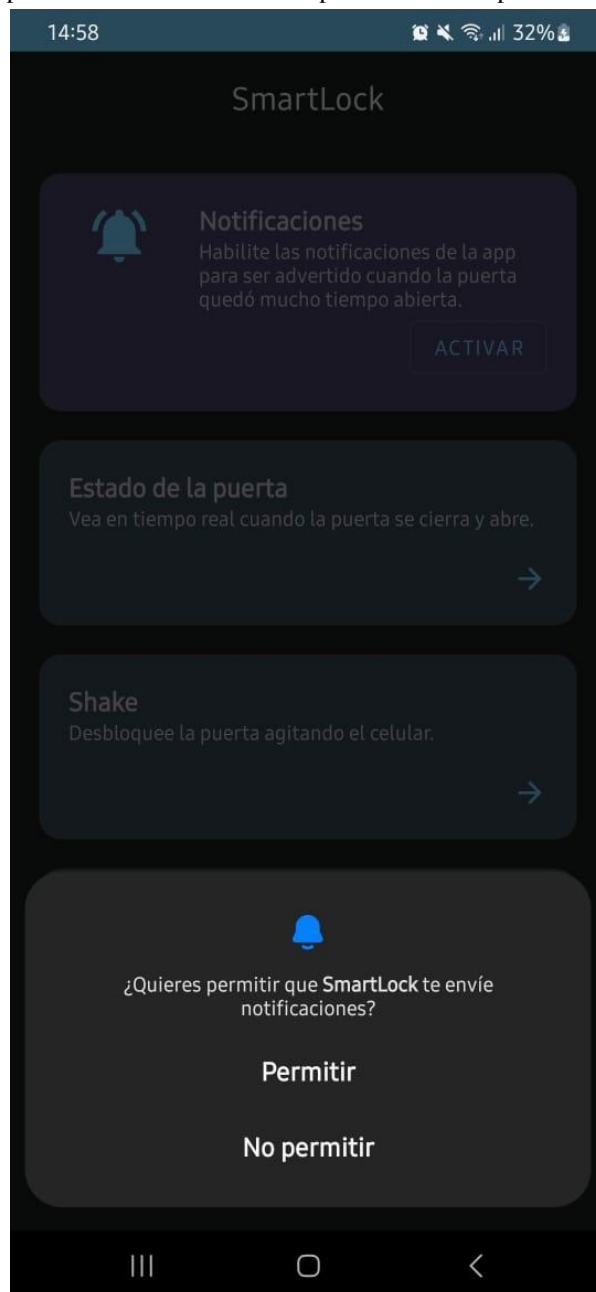 14:58 32%
SmartLock
Notificaciones
Habilite las notificaciones de la app
para ser advertido cuando la puerta
quedó mucho tiempo abierta.
ACTIVAR
Estado de la puerta
Vea en tiempo real cuando la puerta se cierra y abre.
Shake
Desbloquee la puerta agitando el celular.
¿Quieres permitir que SmartLock te envíe
notificaciones?
Permitir
No permitir